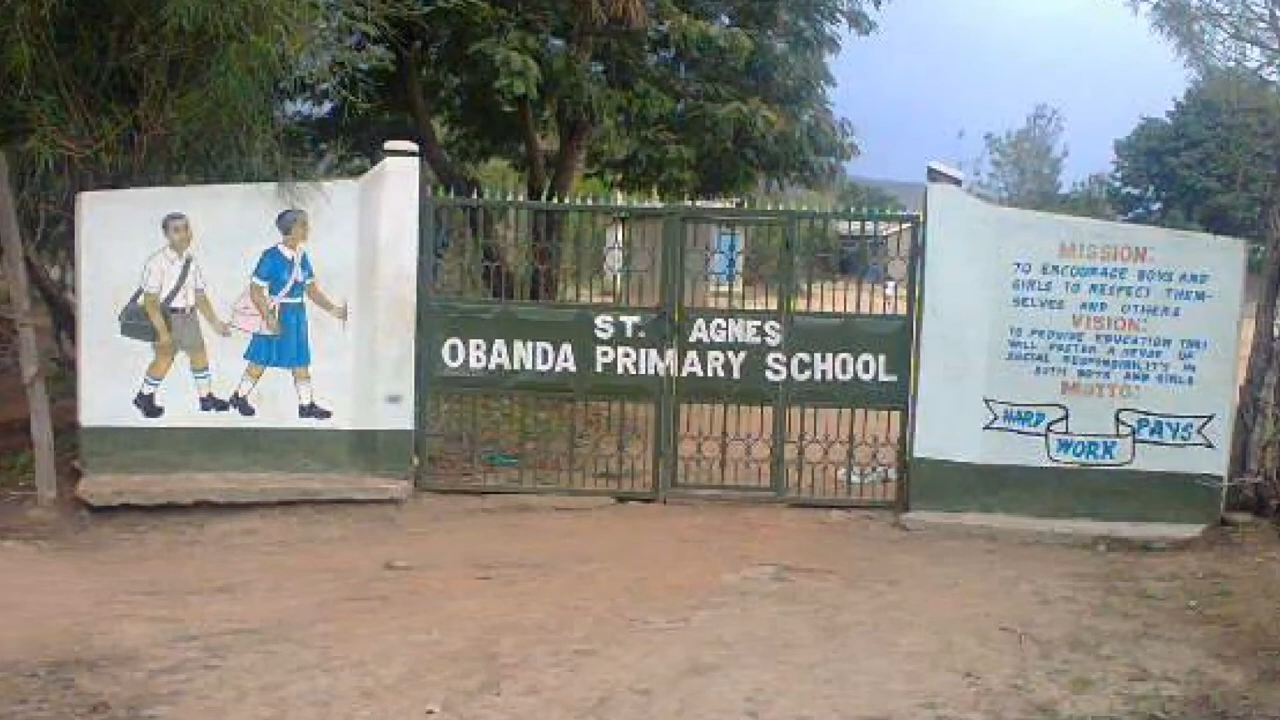 ST. AGNES
OBANDA PRIMARY SCHOOL
MISSION:
TO ENCOURAGE BOYS AND
GIRLS TO RESPECT THEM-
SELVES AND OTHERS
VISION:
TO PROVIDE EDUCATION THAT
WILL FOSTER A SENSE OF
SOCIAL RESPONSIBILITY IN
BOTH BOYS AND GIRLS
MOTTO:
HARD WORK PAYS